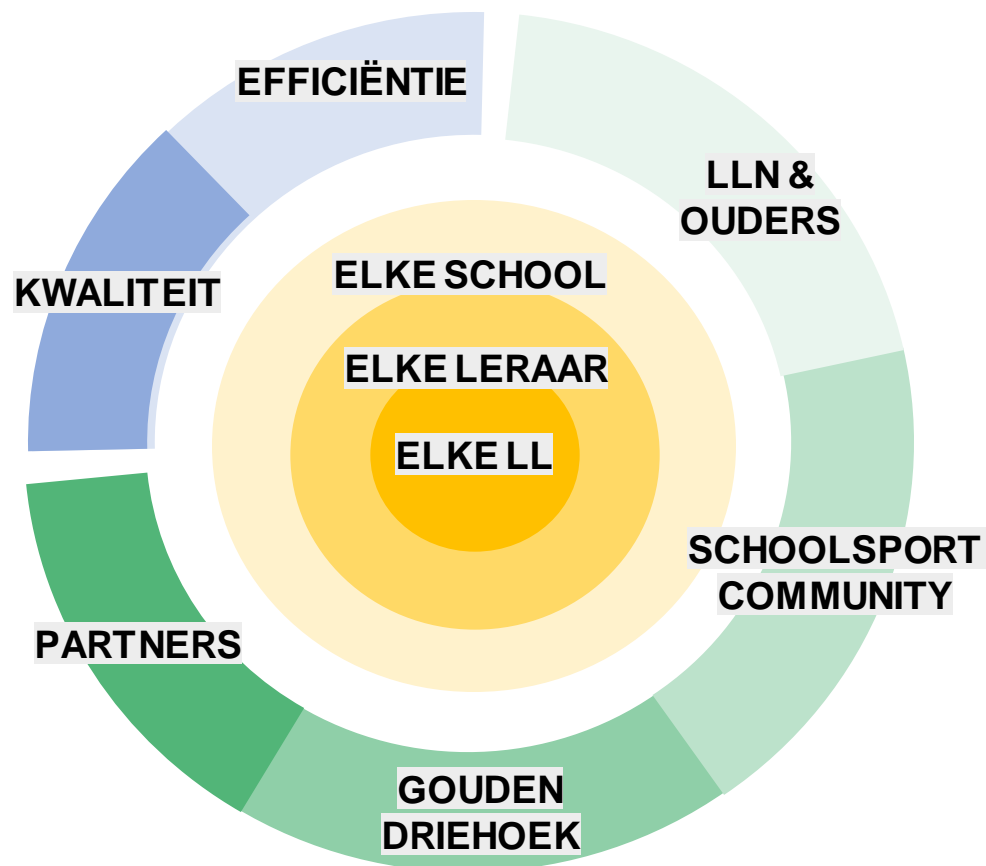 EFFICIËNTIE
LLN &
OUDERS
KWALITEIT
ELKE SCHOOL
ELKE LERAAR
ELKE LL
SCHOOLSPORT
COMMUNITY
PARTNERS
GOUDEN
DRIEHOEK